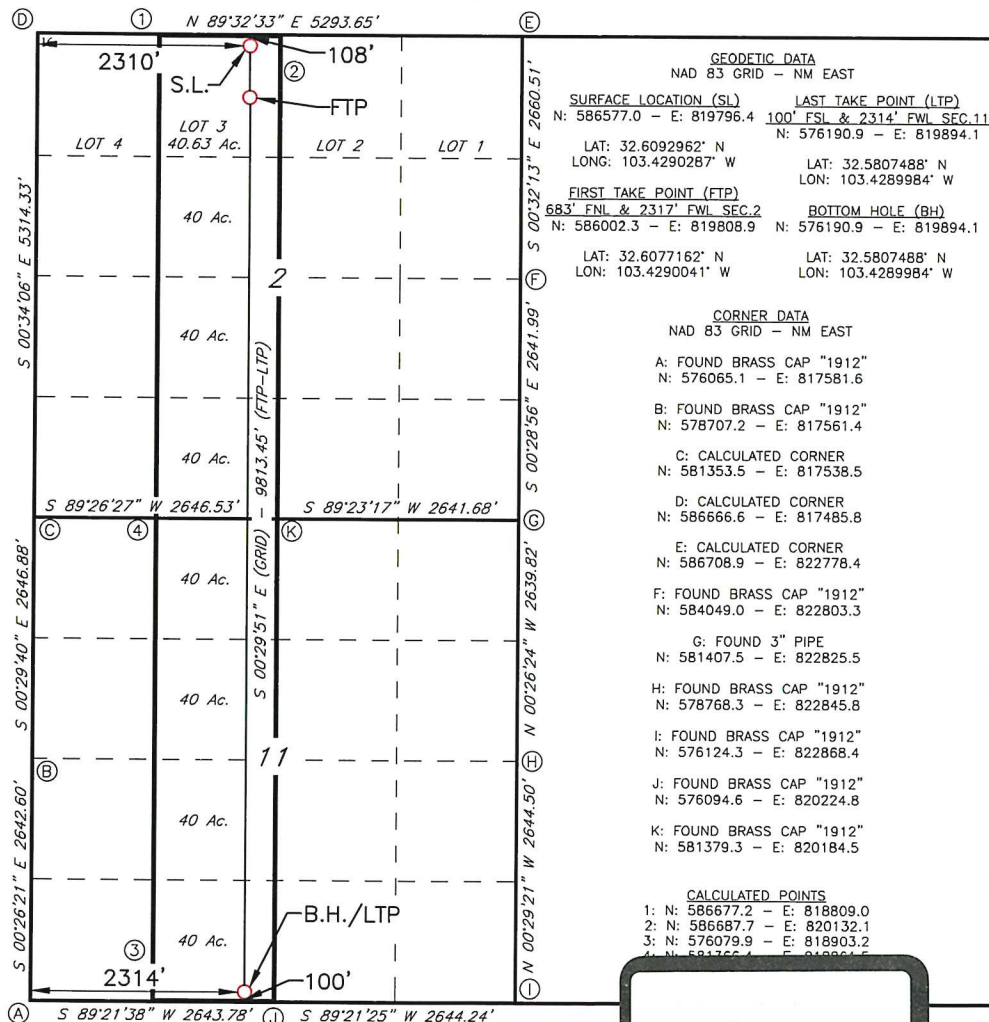 D 1 N 89°32'33" E 5293.65' E
2310' 108'
S.L. 2
FTP
LOT 4 LOT 3 LOT 2 LOT 1
40.63 Ac.
40 Ac.
2
40 Ac.
40 Ac.
S 00°34'06" E 5314.33'
S 00°32'13" E 2660.51'
F
S 00°28'56" E 2641.99'
S 89°26'27" W 2646.53' S 89°23'17" W 2641.68'
C 4 K G
S 00°29'51" E (GRID) - 9813.45' (FTP-LTP)
40 Ac.
40 Ac.
11
40 Ac.
40 Ac.
S 00°29'40" E 2646.88'
B
S 00°26'21" E 2642.60'
N 00°26'24" W 2639.82'
H
N 00°29'21" W 2644.50'
B.H./LTP
3
2314' 100'
A S 89°21'38" W 2643.78' J S 89°21'25" W 2644.24' I
GEODETIC DATA
NAD 83 GRID - NM EAST
SURFACE LOCATION (SL)
N: 586577.0 - E: 819796.4
LAT: 32.6092962° N
LONG: 103.4290287° W
FIRST TAKE POINT (FTP)
683' FNL & 2317' FWL SEC.2
N: 586002.3 - E: 819808.9
LAT: 32.6077162° N
LON: 103.4290041° W
LAST TAKE POINT (LTP)
100' FSL & 2314' FWL SEC.11
N: 576190.9 - E: 819894.1
LAT: 32.5807488° N
LON: 103.4289984° W
BOTTOM HOLE (BH)
N: 576190.9 - E: 819894.1
LAT: 32.5807488° N
LON: 103.4289984° W
CORNER DATA
NAD 83 GRID - NM EAST
A: FOUND BRASS CAP "1912"
N: 576065.1 - E: 817581.6
B: FOUND BRASS CAP "1912"
N: 578707.2 - E: 817561.4
C: CALCULATED CORNER
N: 581353.5 - E: 817538.5
D: CALCULATED CORNER
N: 586666.6 - E: 817485.8
E: CALCULATED CORNER
N: 586708.9 - E: 822778.4
F: FOUND BRASS CAP "1912"
N: 584049.0 - E: 822803.3
G: FOUND 3" PIPE
N: 581407.5 - E: 822825.5
H: FOUND BRASS CAP "1912"
N: 578768.3 - E: 822845.8
I: FOUND BRASS CAP "1912"
N: 576124.3 - E: 822868.4
J: FOUND BRASS CAP "1912"
N: 576094.6 - E: 820224.8
K: FOUND BRASS CAP "1912"
N: 581379.3 - E: 820184.5
CALCULATED POINTS
1: N: 586677.2 - E: 818809.0
2: N: 586687.7 - E: 820132.1
3: N: 576079.9 - E: 818903.2